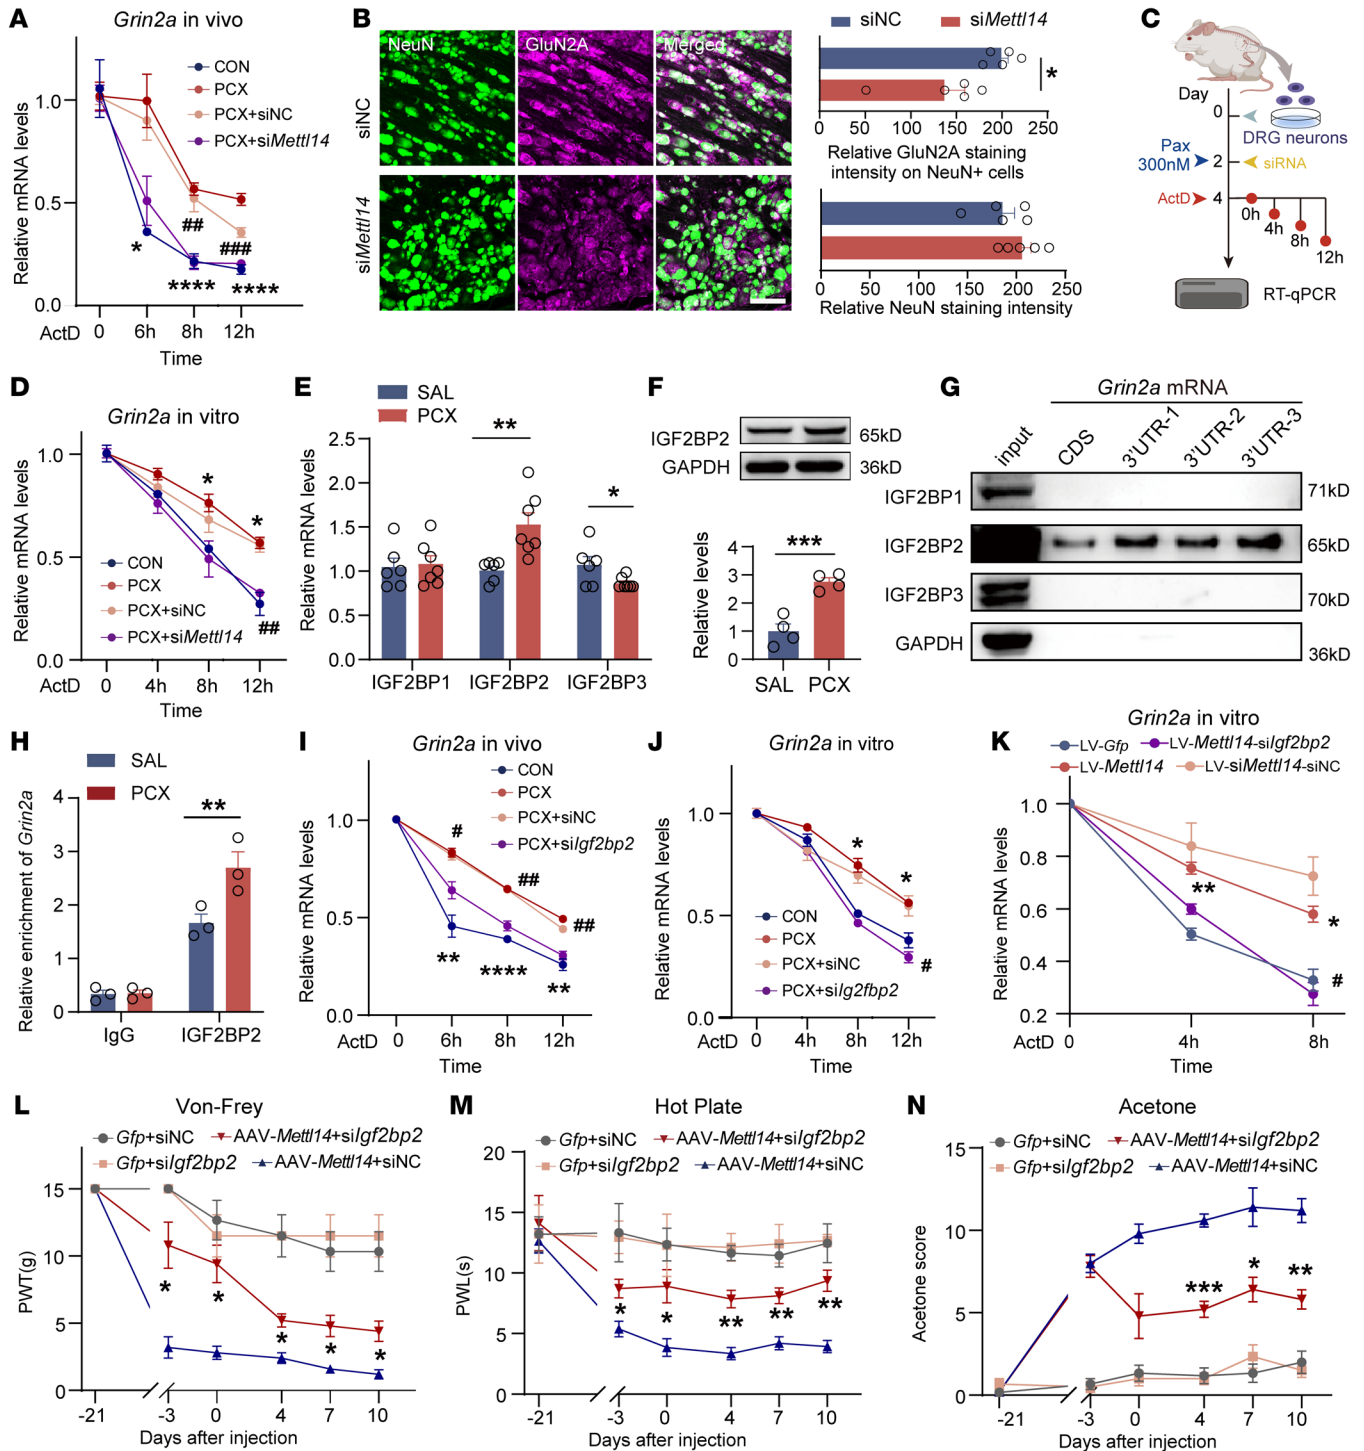 A
Grin2a in vivo
Relative mRNA levels
1.0
0.5
0.0
CON
PCX
PCX+siNC
PCX+siMettl14
*
##
****
###
****
ActD
0
6h
8h
12h
Time
B
NeuN
GluN2A
Merged
siNC
siMettl14
siNC
siMettl14
*
0
50
100
150
200
250
Relative GluN2A staining
intensity on NeuN+ cells
0
50
100
150
200
250
Relative NeuN staining intensity
C
Day
0
DRG neurons
Pax
300nM
2
siRNA
ActD
4
0h
4h
8h
12h
RT-qPCR
D
Grin2a in vitro
Relative mRNA levels
1.0
0.5
0.0
CON
PCX
PCX+siNC
PCX+siMettl14
*
*
##
ActD
0
4h
8h
12h
Time
E
SAL
PCX
Relative mRNA levels
2.5
2.0
1.5
1.0
0.5
0.0
**
*
IGF2BP1
IGF2BP2
IGF2BP3
F
IGF2BP2
65kD
GAPDH
36kD
Relative levels
4
3
2
1
0
***
SAL
PCX
G
Grin2a mRNA
input
CDS
3'UTR-1
3'UTR-2
3'UTR-3
IGF2BP1
71kD
IGF2BP2
65kD
IGF2BP3
70kD
GAPDH
36kD
H
SAL
PCX
Relative enrichment of Grin2a
4
3
2
1
0
**
IgG
IGF2BP2
I
Grin2a in vivo
Relative mRNA levels
1.0
0.5
0.0
CON
PCX
PCX+siNC
PCX+siIgf2bp2
#
##
##
**
****
**
ActD
0
6h
8h
12h
Time
J
Grin2a in vitro
Relative mRNA levels
1.0
0.5
0.0
CON
PCX
PCX+siNC
PCX+siIg2fbp2
*
*
#
ActD
0
4h
8h
12h
Time
K
Grin2a in vitro
LV-Gfp
LV-Mettl14-siIgf2bp2
LV-Mettl14
LV-siMettl14-siNC
Relative mRNA levels
1.0
0.8
0.6
0.4
0.2
**
*
#
ActD
0
4h
8h
Time
L
Von-Frey
Gfp+siNC
AAV-Mettl14+siIgf2bp2
Gfp+siIgf2bp2
AAV-Mettl14+siNC
PWT(g)
15
10
5
0
*
*
*
*
*
-21
-3
0
4
7
10
Days after injection
M
Hot Plate
Gfp+siNC
AAV-Mettl14+siIgf2bp2
Gfp+siIgf2bp2
AAV-Mettl14+siNC
PWL(s)
20
15
10
5
0
*
*
**
**
**
-21
-3
0
4
7
10
Days after injection
N
Acetone
Gfp+siNC
AAV-Mettl14+siIgf2bp2
Gfp+siIgf2bp2
AAV-Mettl14+siNC
Acetone score
15
10
5
0
***
*
**
-21
-3
0
4
7
10
Days after injection